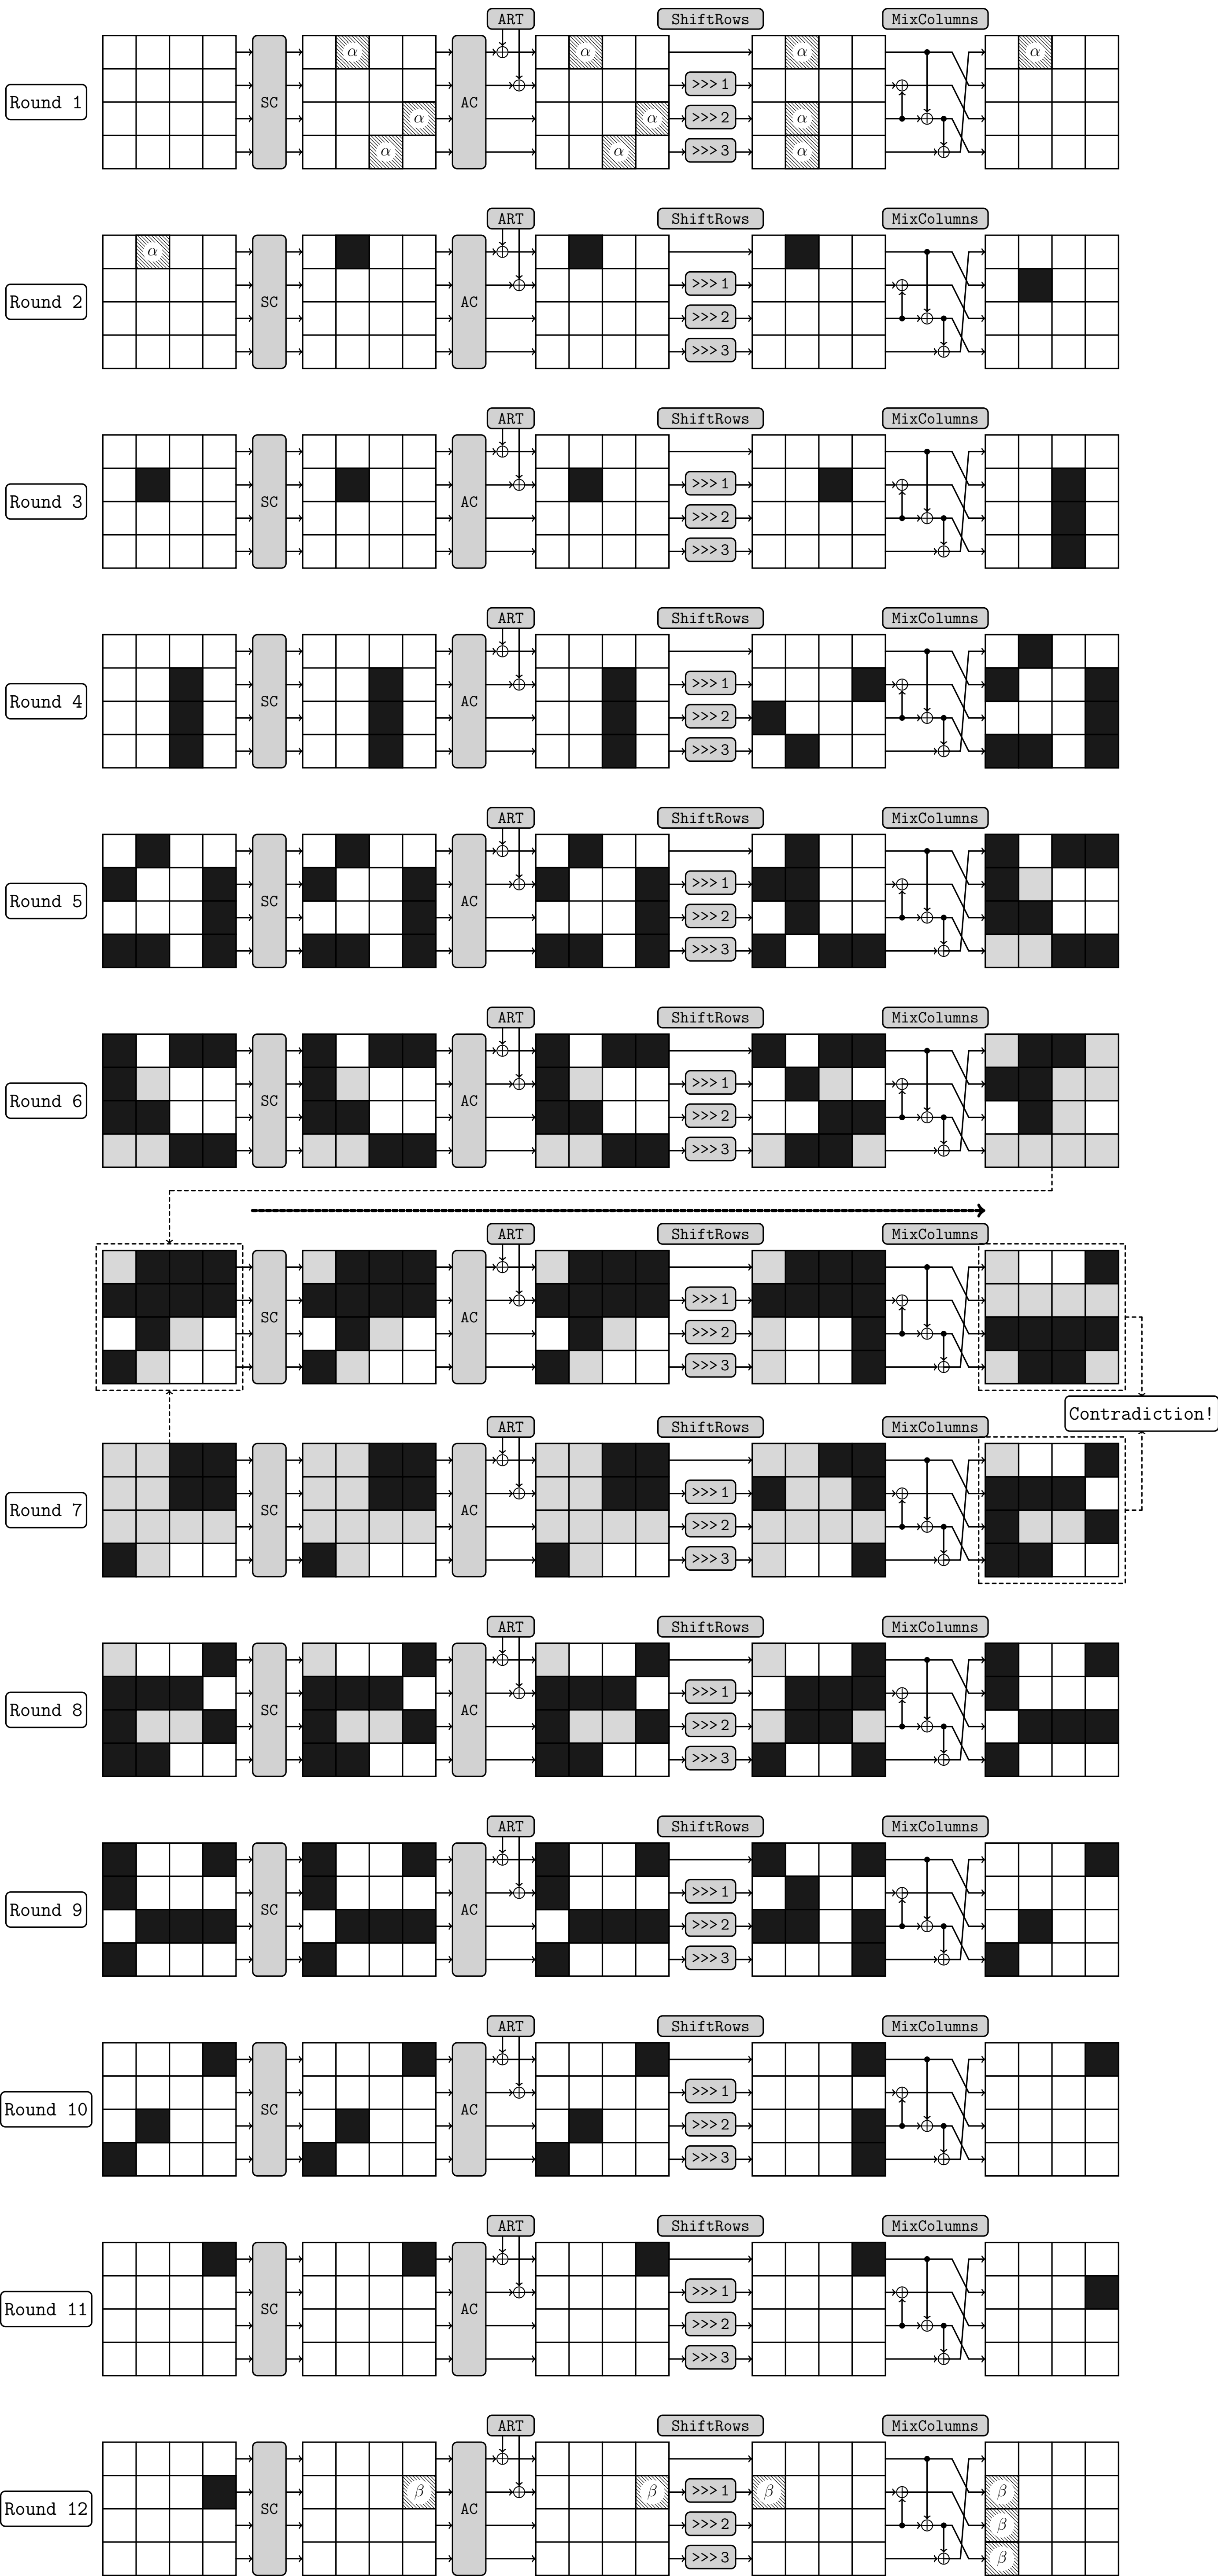 ART ShiftRows MixColumns
α α α α
>>> 1
Round 1 SC AC
α α >>> 2 α
α α >>> 3 α
ART ShiftRows MixColumns
α
>>> 1
Round 2 SC AC
>>> 2
>>> 3
ART ShiftRows MixColumns
>>> 1
Round 3 SC AC
>>> 2
>>> 3
ART ShiftRows MixColumns
>>> 1
Round 4 SC AC
>>> 2
>>> 3
ART ShiftRows MixColumns
>>> 1
Round 5 SC AC
>>> 2
>>> 3
ART ShiftRows MixColumns
>>> 1
Round 6 SC AC
>>> 2
>>> 3
ART ShiftRows MixColumns
>>> 1
SC AC
>>> 2
>>> 3
Contradiction!
ART ShiftRows MixColumns
>>> 1
Round 7 SC AC
>>> 2
>>> 3
ART ShiftRows MixColumns
>>> 1
Round 8 SC AC
>>> 2
>>> 3
ART ShiftRows MixColumns
>>> 1
Round 9 SC AC
>>> 2
>>> 3
ART ShiftRows MixColumns
>>> 1
Round 10 SC AC
>>> 2
>>> 3
ART ShiftRows MixColumns
>>> 1
Round 11 SC AC
>>> 2
>>> 3
ART ShiftRows MixColumns
β β >>> 1 β β
Round 12 SC AC
>>> 2 β
>>> 3 β